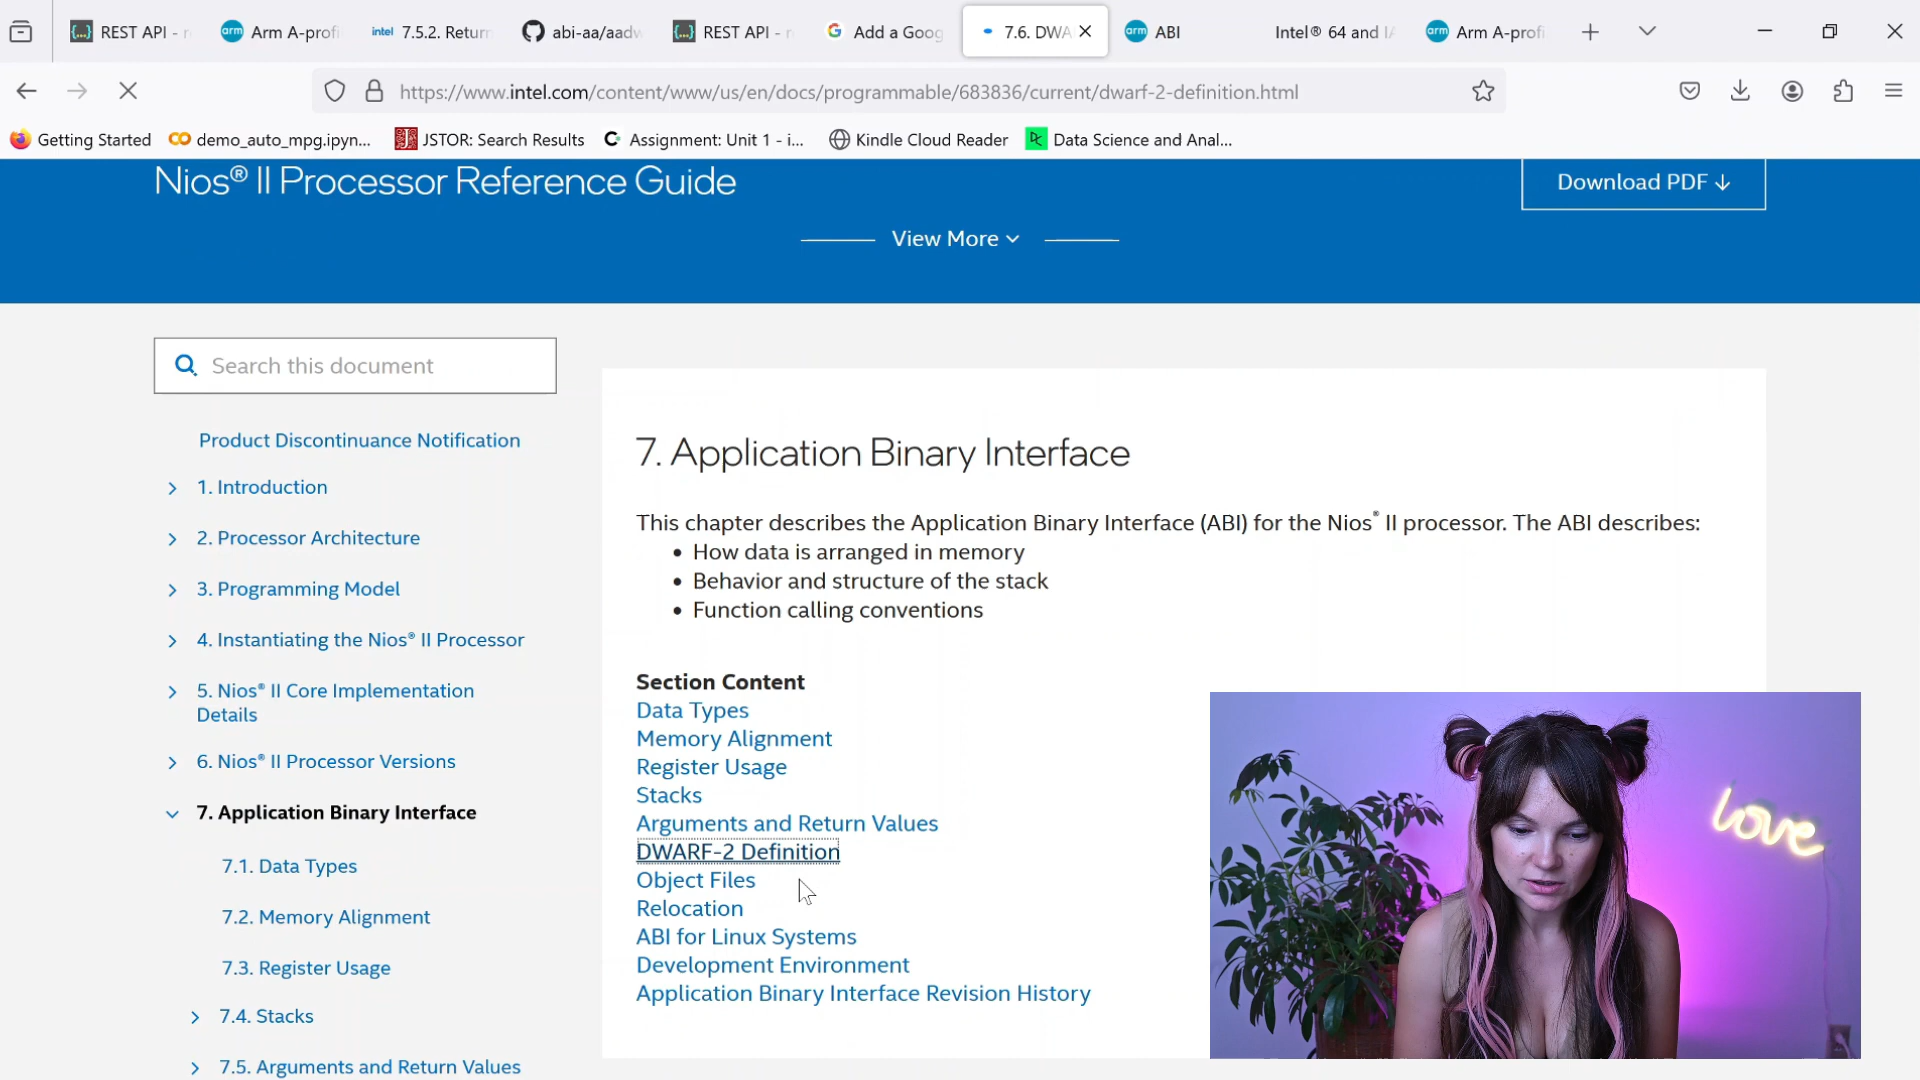 REST API - r
Arm A-profi
7.5.2. Return
abi-aa/aadw
REST API - r
Add a Goog
7.6. DWA
ABI
Intel® 64 and IA
Arm A-profi
https://www.intel.com/content/www/us/en/docs/programmable/683836/current/dwarf-2-definition.html
Getting Started
demo_auto_mpg.ipyn...
JSTOR: Search Results
Assignment: Unit 1 - i...
Kindle Cloud Reader
Data Science and Anal...
Nios® II Processor Reference Guide
Download PDF
View More
Search this document
Product Discontinuance Notification
1. Introduction
2. Processor Architecture
3. Programming Model
4. Instantiating the Nios® II Processor
5. Nios® II Core Implementation
Details
6. Nios® II Processor Versions
7. Application Binary Interface
7.1. Data Types
7.2. Memory Alignment
7.3. Register Usage
7.4. Stacks
7.5. Arguments and Return Values
7. Application Binary Interface
This chapter describes the Application Binary Interface (ABI) for the Nios® II processor. The ABI describes:
• How data is arranged in memory
• Behavior and structure of the stack
• Function calling conventions
Section Content
Data Types
Memory Alignment
Register Usage
Stacks
Arguments and Return Values
DWARF-2 Definition
Object Files
Relocation
ABI for Linux Systems
Development Environment
Application Binary Interface Revision History
love